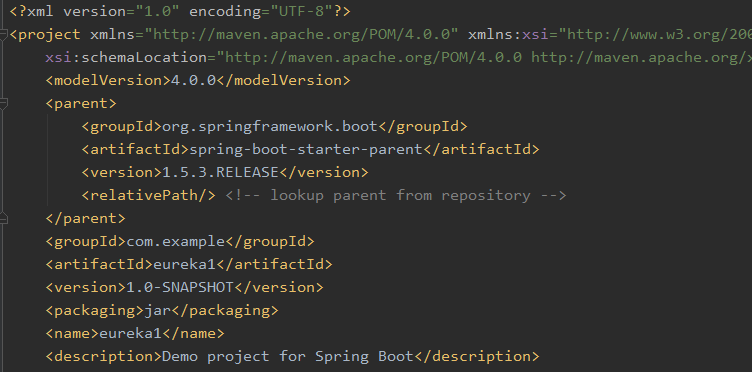 <?xml version="1.0" encoding="UTF-8"?>
<project xmlns="http://maven.apache.org/POM/4.0.0" xmlns:xsi="http://www.w3.org/200
xsi:schemaLocation="http://maven.apache.org/POM/4.0.0 http://maven.apache.org/x
<modelVersion>4.0.0</modelVersion>
<parent>
<groupId>org.springframework.boot</groupId>
<artifactId>spring-boot-starter-parent</artifactId>
<version>1.5.3.RELEASE</version>
<relativePath/> <!-- lookup parent from repository -->
</parent>
<groupId>com.example</groupId>
<artifactId>eureka1</artifactId>
<version>1.0-SNAPSHOT</version>
<packaging>jar</packaging>
<name>eureka1</name>
<description>Demo project for Spring Boot</description>